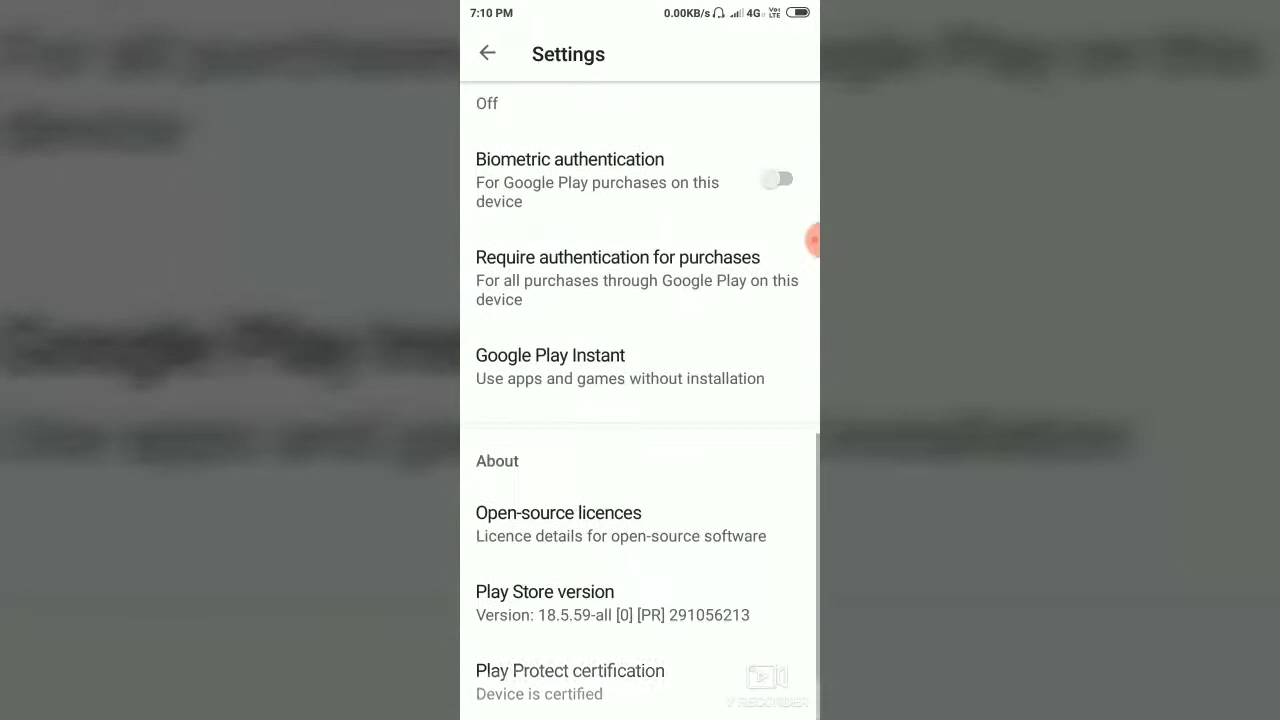 7:10 PM 0.00KB/s 4G Vo LTE
Settings
Off
Biometric authentication
For Google Play purchases on this
device
Require authentication for purchases
For all purchases through Google Play on this
device
Google Play Instant
Use apps and games without installation
About
Open-source licences
Licence details for open-source software
Play Store version
Version: 18.5.59-all [0] [PR] 291056213
Play Protect certification
Device is certified
V RECORDER